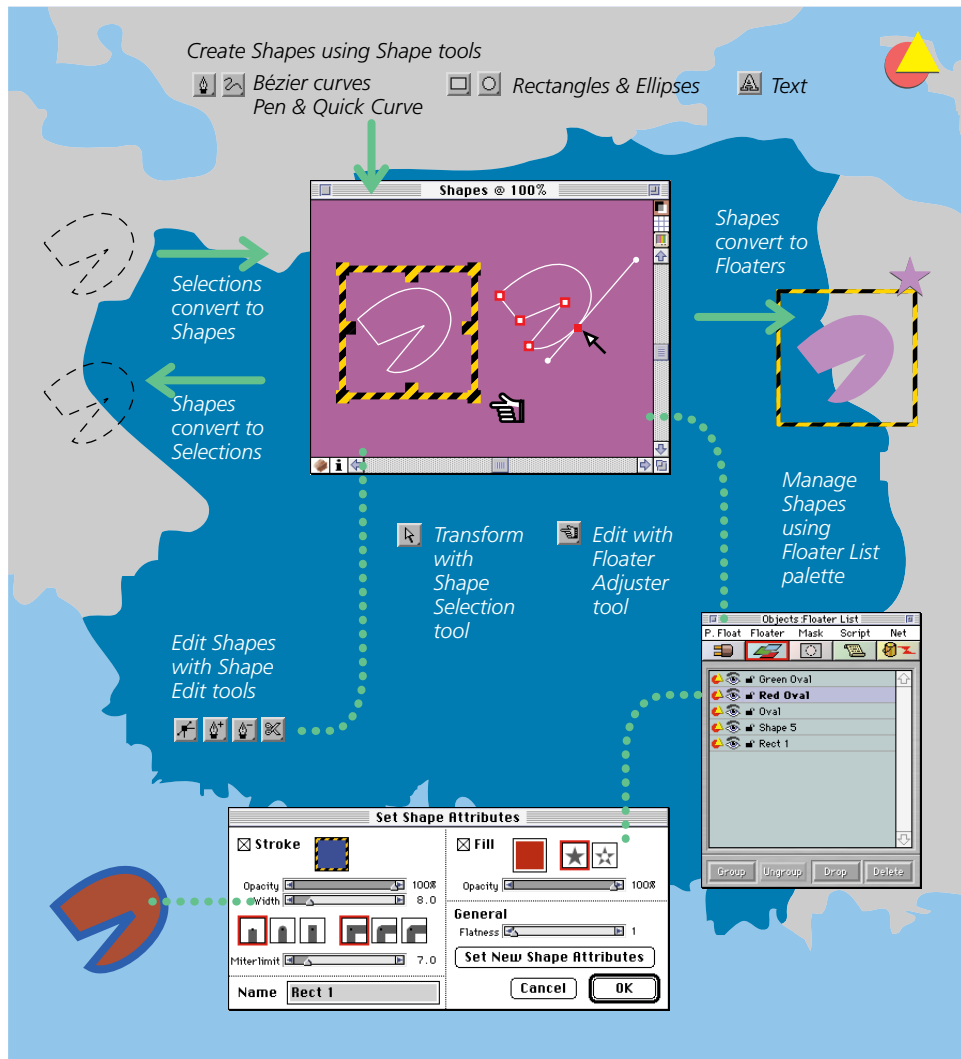 Create Shapes using Shape tools
Bézier curves
Pen & Quick Curve
Rectangles & Ellipses
Text
Shapes @ 100%
Selections
convert to
Shapes
Shapes
convert to
Selections
Shapes
convert to
Floaters
Manage
Shapes
using
Floater List
palette
Transform
with
Shape
Selection
tool
Edit with
Floater
Adjuster
tool
Edit Shapes
with Shape
Edit tools
Objects:Floater List
P. Float Floater Mask Script Net
Green Oval
Red Oval
Oval
Shape 5
Rect 1
Group Ungroup Drop Delete
Set Shape Attributes
Stroke
Opacity 100%
Width 8.0
Miter limit 7.0
Name Rect 1
Fill
Opacity 100%
General
Flatness 1
Set New Shape Attributes
Cancel OK